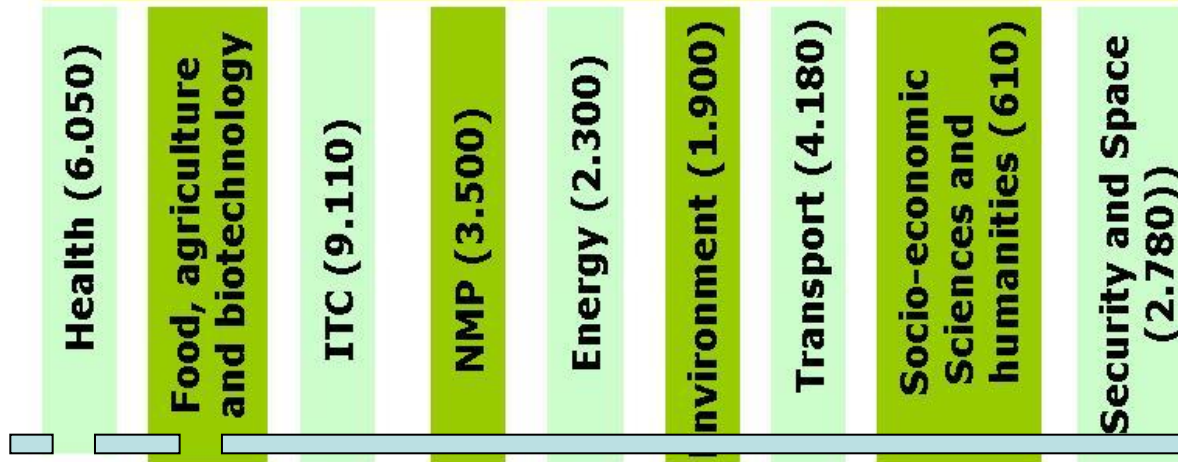 Health (6.050)
Food, agriculture
and biotechnology
ITC (9.110)
NMP (3.500)
Energy (2.300)
nvironment (1.900)
Transport (4.180)
Socio-economic
Sciences and
humanities (610)
Security and Space
(2.780))